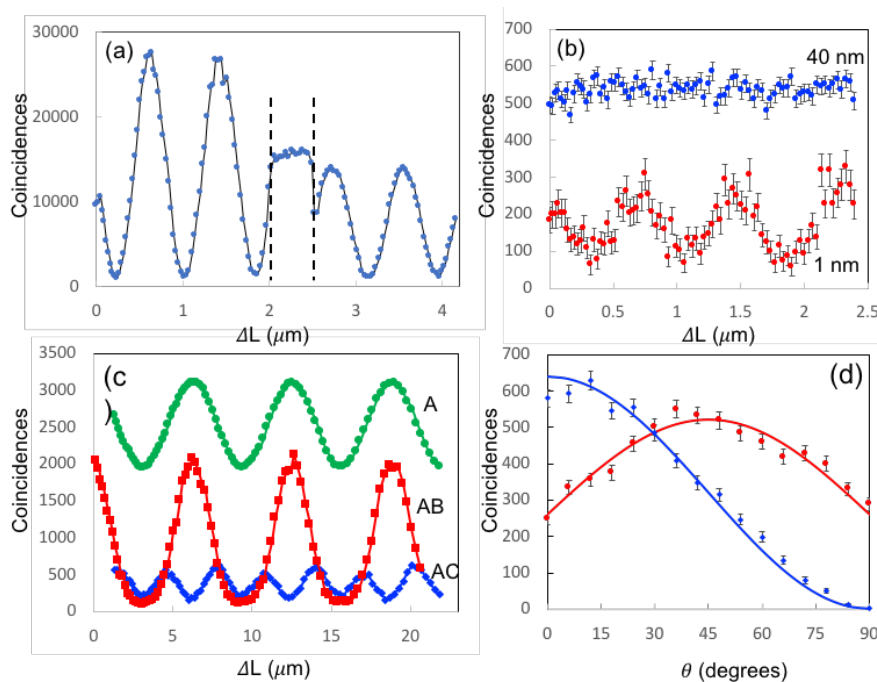 (a)
30000
20000
10000
0
Coincidences
0 1 2 3 4
ΔL (μm)
(b)
700
600
500
400
300
200
100
0
Coincidences
40 nm
1 nm
0 0.5 1 1.5 2 2.5
ΔL (μm)
(c
)
3500
3000
2500
2000
1500
1000
500
0
Coincidences
A
AB
AC
0 5 10 15 20
ΔL (μm)
(d)
700
600
500
400
300
200
100
0
Coincidences
0 15 30 45 60 75 90
θ (degrees)